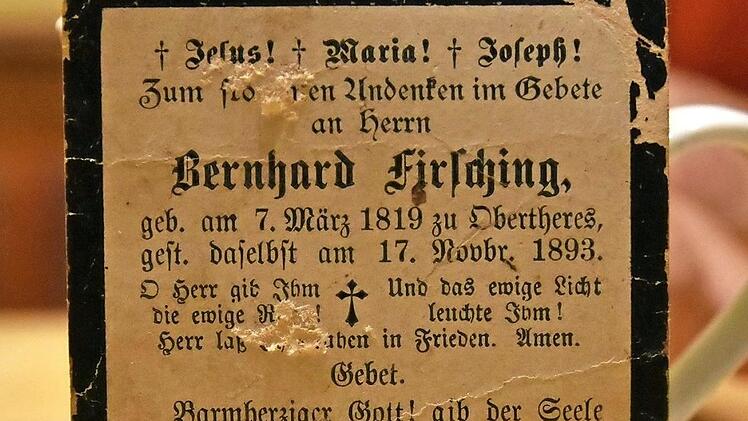 † Jesus! † Maria! † Joseph!
Zum Andenken im Gebete
an Herrn
Bernhard Firsching,
geb. am 7. März 1819 zu Obertheres,
gest. daselbst am 17. Novbr. 1893.
O Herr gib Ihm
die ewige
Und das ewige Licht
leuchte Ihm!
Herr in Frieden. Amen.
Gebet.
Barmherziger Gott! gib der Seele